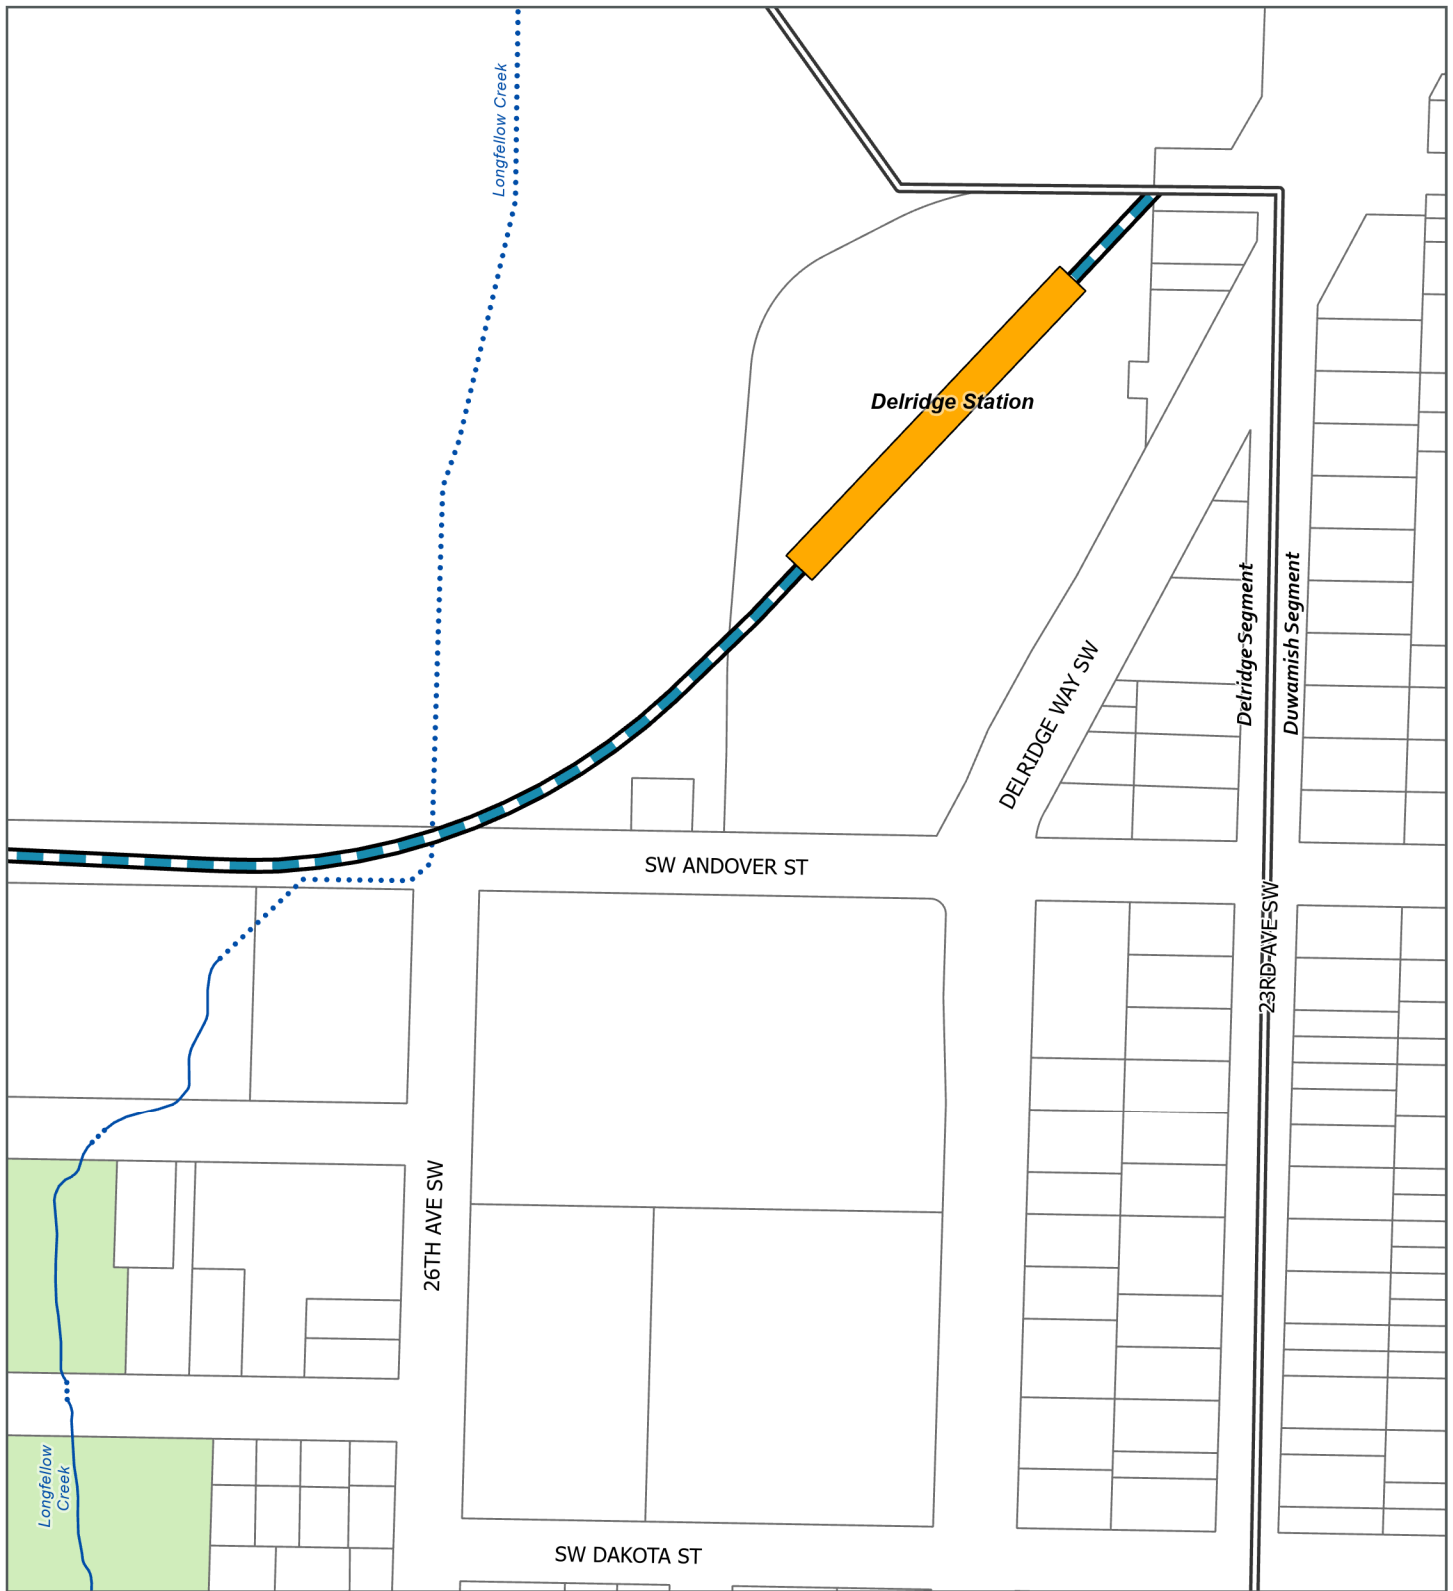 Longfellow Creek
Delridge Station
Delridge Segment
Duwamish Segment
DELRIDGE WAY SW
SW ANDOVER ST
23RD AVE SW
26TH AVE SW
Longfellow
Creek
SW DAKOTA ST